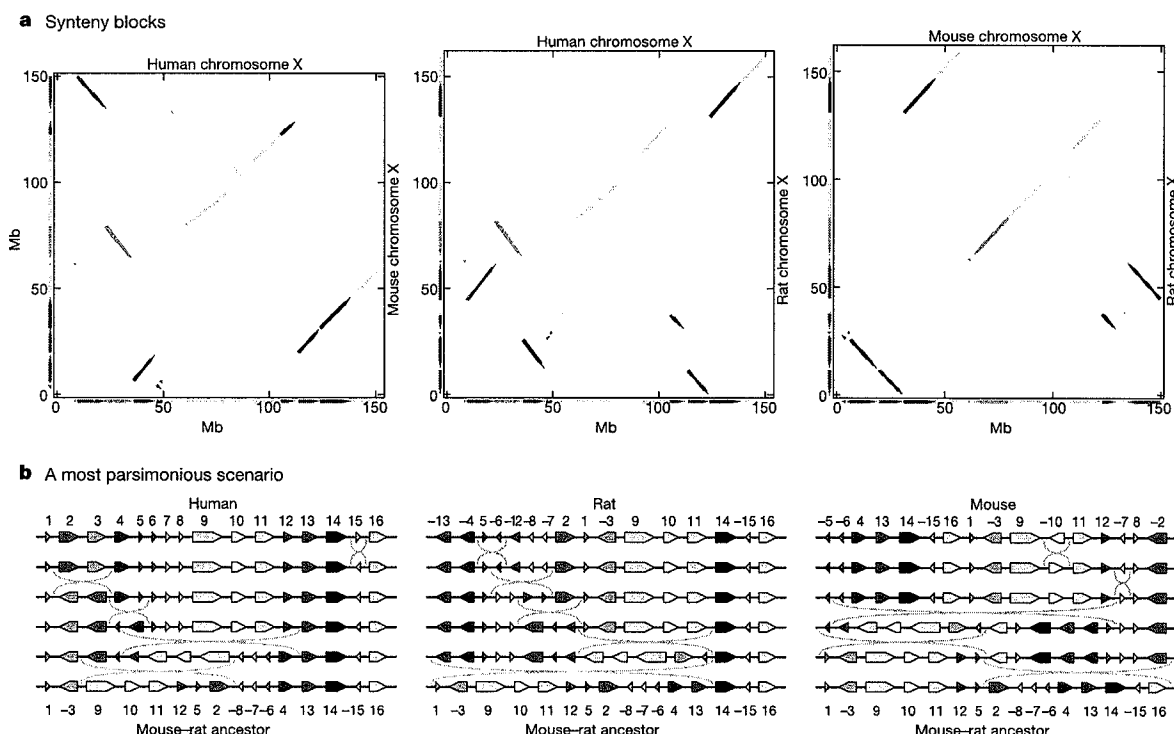 a Synteny blocks
Human chromosome X
Human chromosome X
Mouse chromosome X
150
100
50
0
Mb
0 50 100 150
Mb
Mouse chromosome X
150
100
50
0
0 50 100 150
Mb
Rat chromosome X
150
100
50
0
0 50 100 150
Mb
Rat chromosome X
b A most parsimonious scenario
Human
1 2 3 4 5 6 7 8 9 10 11 12 13 14 15 16
1 -3 9 10 11 12 5 2 -8 -7 -6 4 13 14 -15 16
Mouse–rat ancestor
Rat
-13 -4 5 -6 -12 -8 -7 2 1 -3 9 10 11 14 -15 16
1 -3 9 10 11 12 5 2 -8 -7 -6 4 13 14 -15 16
Mouse–rat ancestor
Mouse
-5 -6 4 13 14 -15 16 1 -3 9 -10 11 12 -7 8 -2
1 -3 9 10 11 12 5 2 -8 -7 -6 4 13 14 -15 16
Mouse–rat ancestor